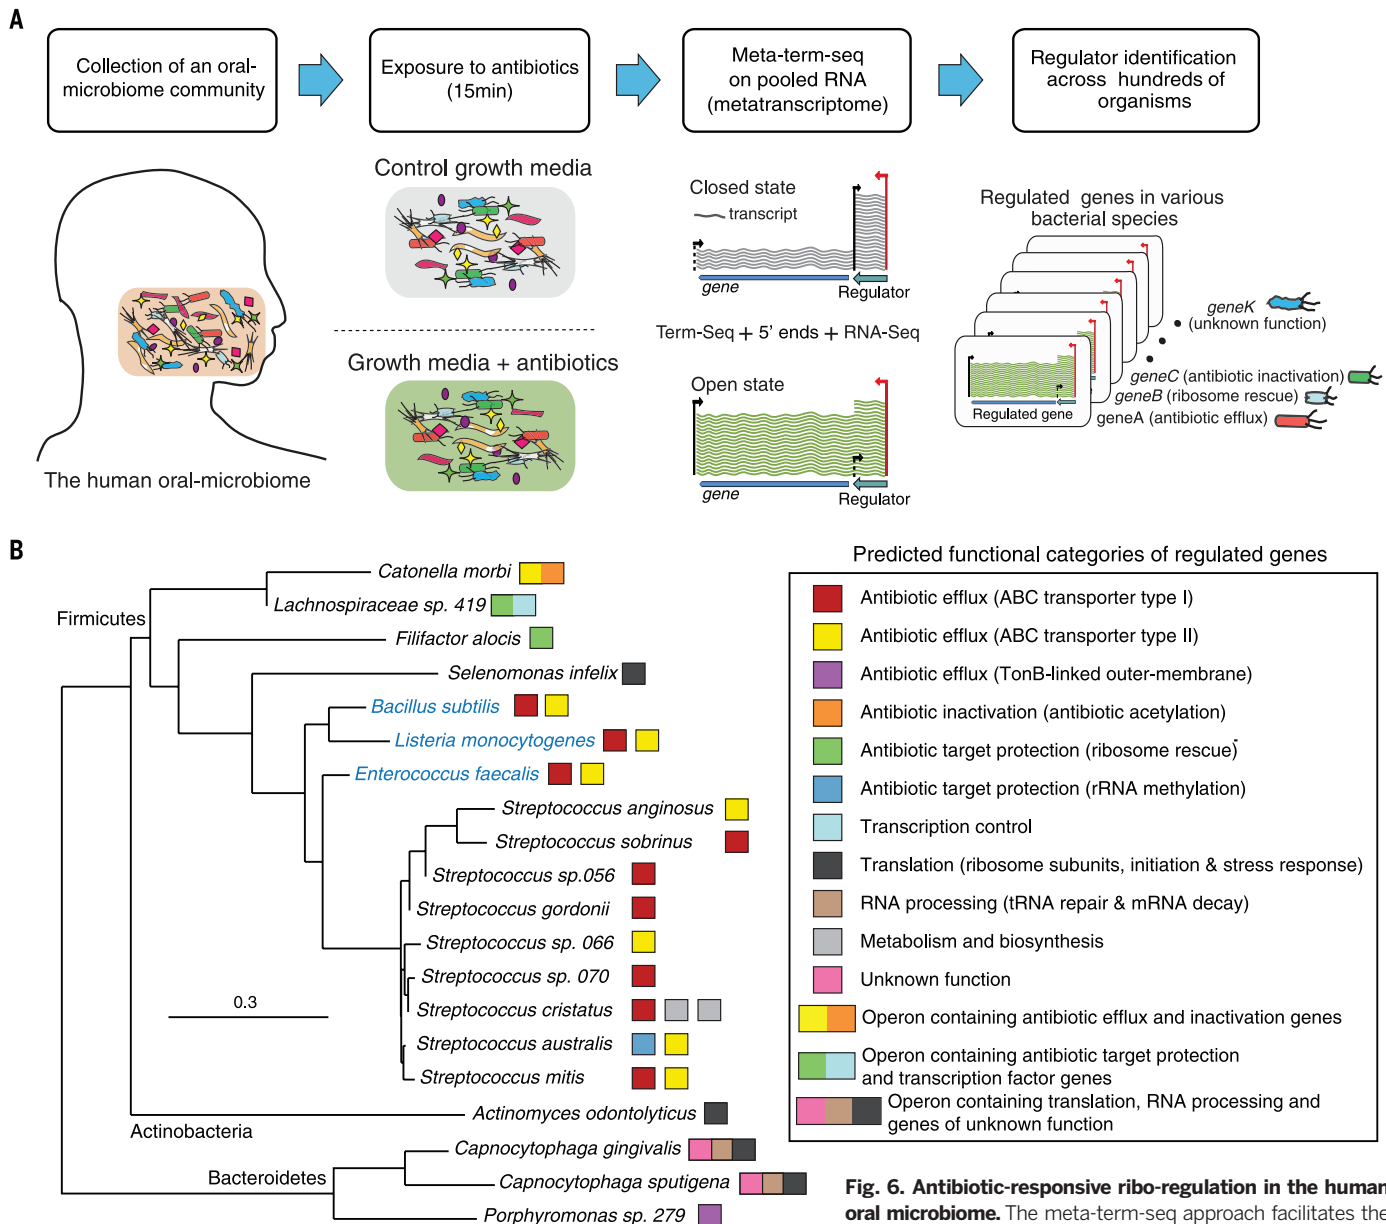 A
Collection of an oral-
microbiome community
Exposure to antibiotics
(15min)
Meta-term-seq
on pooled RNA
(metatranscriptome)
Regulator identification
across hundreds of
organisms
The human oral-microbiome
Control growth media
Growth media + antibiotics
Closed state
transcript
gene
Regulator
Term-Seq + 5' ends + RNA-Seq
Open state
gene
Regulator
Regulated genes in various
bacterial species
Regulated gene
geneK
(unknown function)
geneC (antibiotic inactivation)
geneB (ribosome rescue)
geneA (antibiotic efflux)
B
Firmicutes
Catonella morbi
Lachnospiraceae sp. 419
Filifactor alocis
Selenomonas infelix
Bacillus subtilis
Listeria monocytogenes
Enterococcus faecalis
Streptococcus anginosus
Streptococcus sobrinus
Streptococcus sp.056
Streptococcus gordonii
Streptococcus sp. 066
Streptococcus sp. 070
Streptococcus cristatus
Streptococcus australis
Streptococcus mitis
0.3
Actinomyces odontolyticus
Actinobacteria
Bacteroidetes
Capnocytophaga gingivalis
Capnocytophaga sputigena
Porphyromonas sp. 279
Predicted functional categories of regulated genes
Antibiotic efflux (ABC transporter type I)
Antibiotic efflux (ABC transporter type II)
Antibiotic efflux (TonB-linked outer-membrane)
Antibiotic inactivation (antibiotic acetylation)
Antibiotic target protection (ribosome rescue)
Antibiotic target protection (rRNA methylation)
Transcription control
Translation (ribosome subunits, initiation & stress response)
RNA processing (tRNA repair & mRNA decay)
Metabolism and biosynthesis
Unknown function
Operon containing antibiotic efflux and inactivation genes
Operon containing antibiotic target protection
and transcription factor genes
Operon containing translation, RNA processing and
genes of unknown function
Fig. 6. Antibiotic-responsive ribo-regulation in the human
oral microbiome. The meta-term-seq approach facilitates the